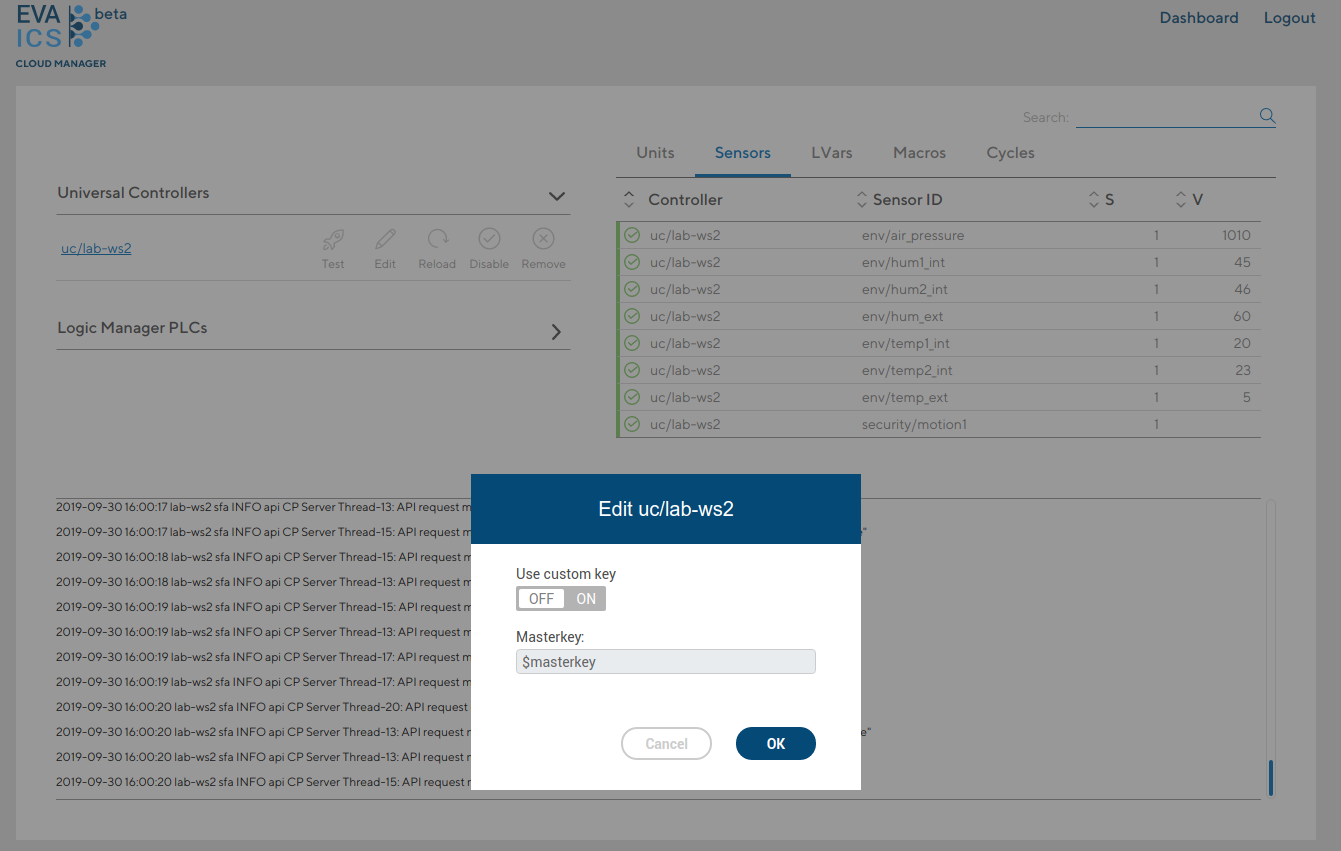 EVA beta
ICS
CLOUD MANAGER
Dashboard Logout
Search:
Units Sensors LVars Macros Cycles
Universal Controllers
uc/lab-ws2
Test Edit Reload Disable Remove
Logic Manager PLCs
Controller Sensor ID S V
uc/lab-ws2 env/air_pressure 1 1010
uc/lab-ws2 env/hum1_int 1 45
uc/lab-ws2 env/hum2_int 1 46
uc/lab-ws2 env/hum_ext 1 60
uc/lab-ws2 env/temp1_int 1 20
uc/lab-ws2 env/temp2_int 1 23
uc/lab-ws2 env/temp_ext 1 5
uc/lab-ws2 security/motion1 1
2019-09-30 16:00:17 lab-ws2 sfa INFO api CP Server Thread-13: API request
2019-09-30 16:00:17 lab-ws2 sfa INFO api CP Server Thread-15: API request
2019-09-30 16:00:18 lab-ws2 sfa INFO api CP Server Thread-15: API request
2019-09-30 16:00:18 lab-ws2 sfa INFO api CP Server Thread-13: API request
2019-09-30 16:00:19 lab-ws2 sfa INFO api CP Server Thread-15: API request
2019-09-30 16:00:19 lab-ws2 sfa INFO api CP Server Thread-13: API request
2019-09-30 16:00:19 lab-ws2 sfa INFO api CP Server Thread-17: API request
2019-09-30 16:00:19 lab-ws2 sfa INFO api CP Server Thread-17: API request
2019-09-30 16:00:20 lab-ws2 sfa INFO api CP Server Thread-20: API request
2019-09-30 16:00:20 lab-ws2 sfa INFO api CP Server Thread-13: API request
2019-09-30 16:00:20 lab-ws2 sfa INFO api CP Server Thread-13: API request
2019-09-30 16:00:20 lab-ws2 sfa INFO api CP Server Thread-15: API request
Edit uc/lab-ws2
Use custom key
OFF ON
Masterkey:
$masterkey
Cancel OK